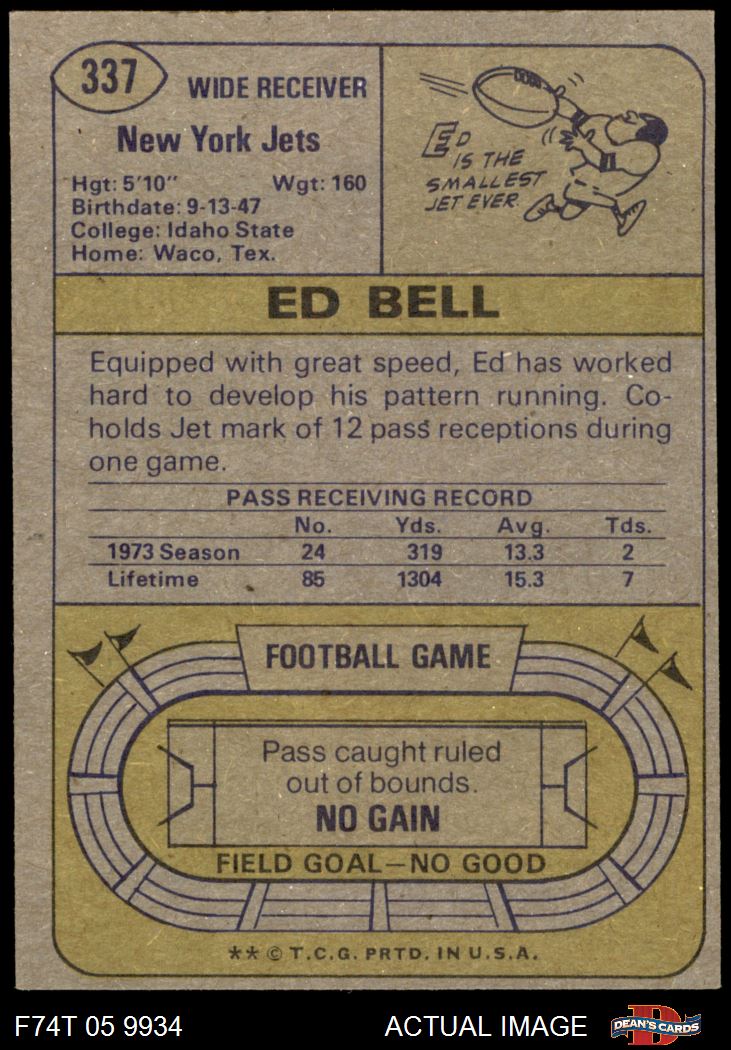 337
WIDE RECEIVER
New York Jets
Hgt: 5'10" Wgt: 160
Birthdate: 9-13-47
College: Idaho State
Home: Waco, Tex.
ED
IS THE
SMALLEST
JET EVER.
ED BELL
Equipped with great speed, Ed has worked
hard to develop his pattern running. Co-
holds Jet mark of 12 pass receptions during
one game.
PASS RECEIVING RECORD
No. Yds. Avg. Tds.
1973 Season 24 319 13.3 2
Lifetime 85 1304 15.3 7
FOOTBALL GAME
Pass caught ruled
out of bounds.
NO GAIN
FIELD GOAL—NO GOOD
** © T.C.G. PRTD. IN U.S.A.
F74T 05 9934 ACTUAL IMAGE
D
DEAN'S CARDS